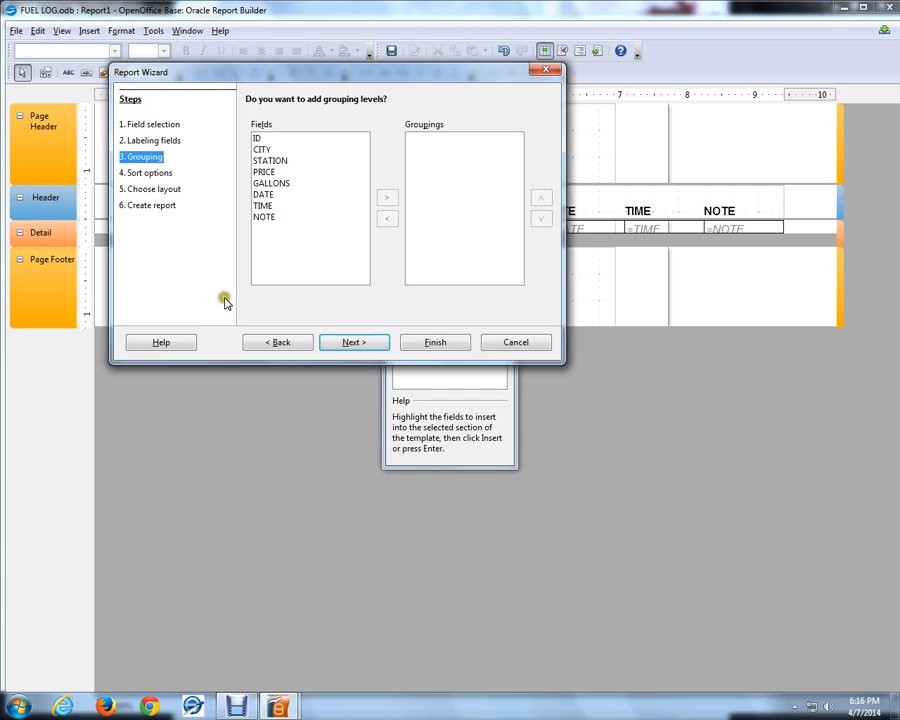 FUEL LOG.odb : Report1 - OpenOffice Base: Oracle Report Builder
File Edit View Insert Format Tools Window Help
ABC ABC
Report Wizard
Steps
1. Field selection
2. Labeling fields
3. Grouping
4. Sort options
5. Choose layout
6. Create report
Do you want to add grouping levels?
Fields
ID
CITY
STATION
PRICE
GALLONS
DATE
TIME
NOTE
Groupings
>
<
Help
< Back
Next >
Finish
Cancel
7 8 9 10
Page Header
Header
TIME NOTE
Detail
=TIME =NOTE
Page Footer
1
1
Help
Highlight the fields to insert
into the selected section of
the template, then click Insert
or press Enter.
6:16 PM
4/7/2014